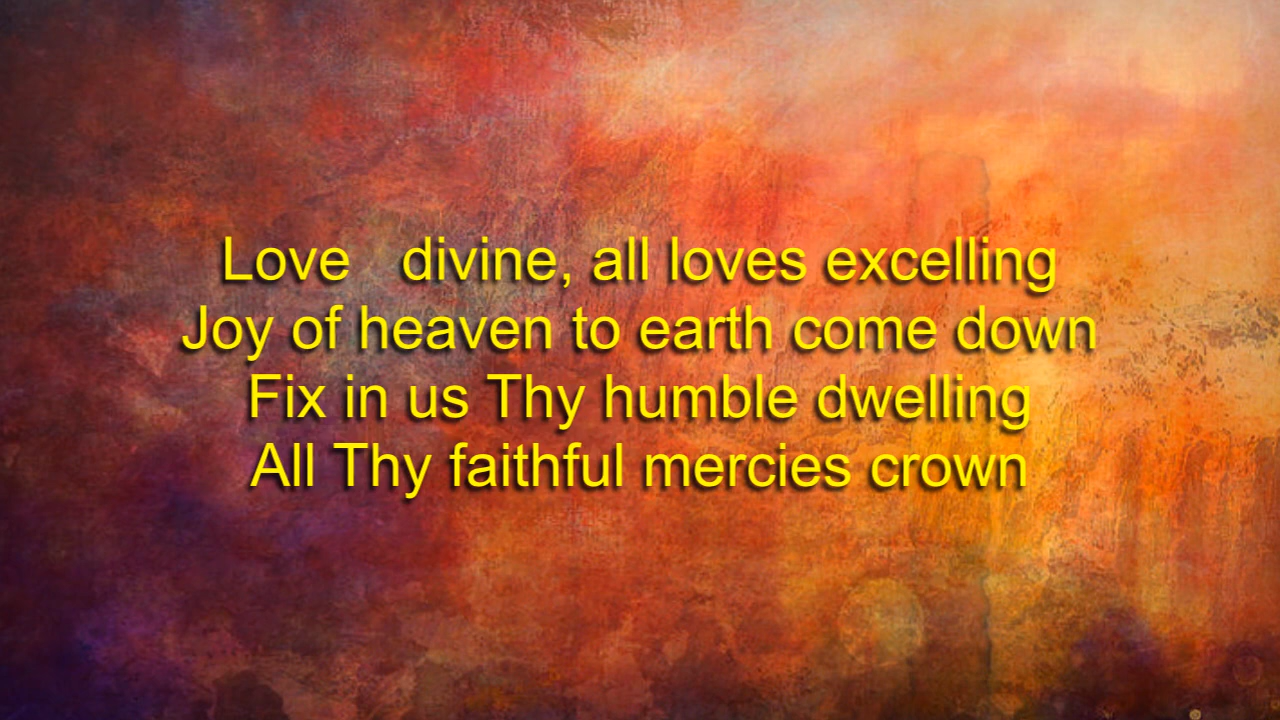 Love   divine, all loves excelling
Joy of heaven to earth come down
Fix in us Thy humble dwelling
All Thy faithful mercies crown